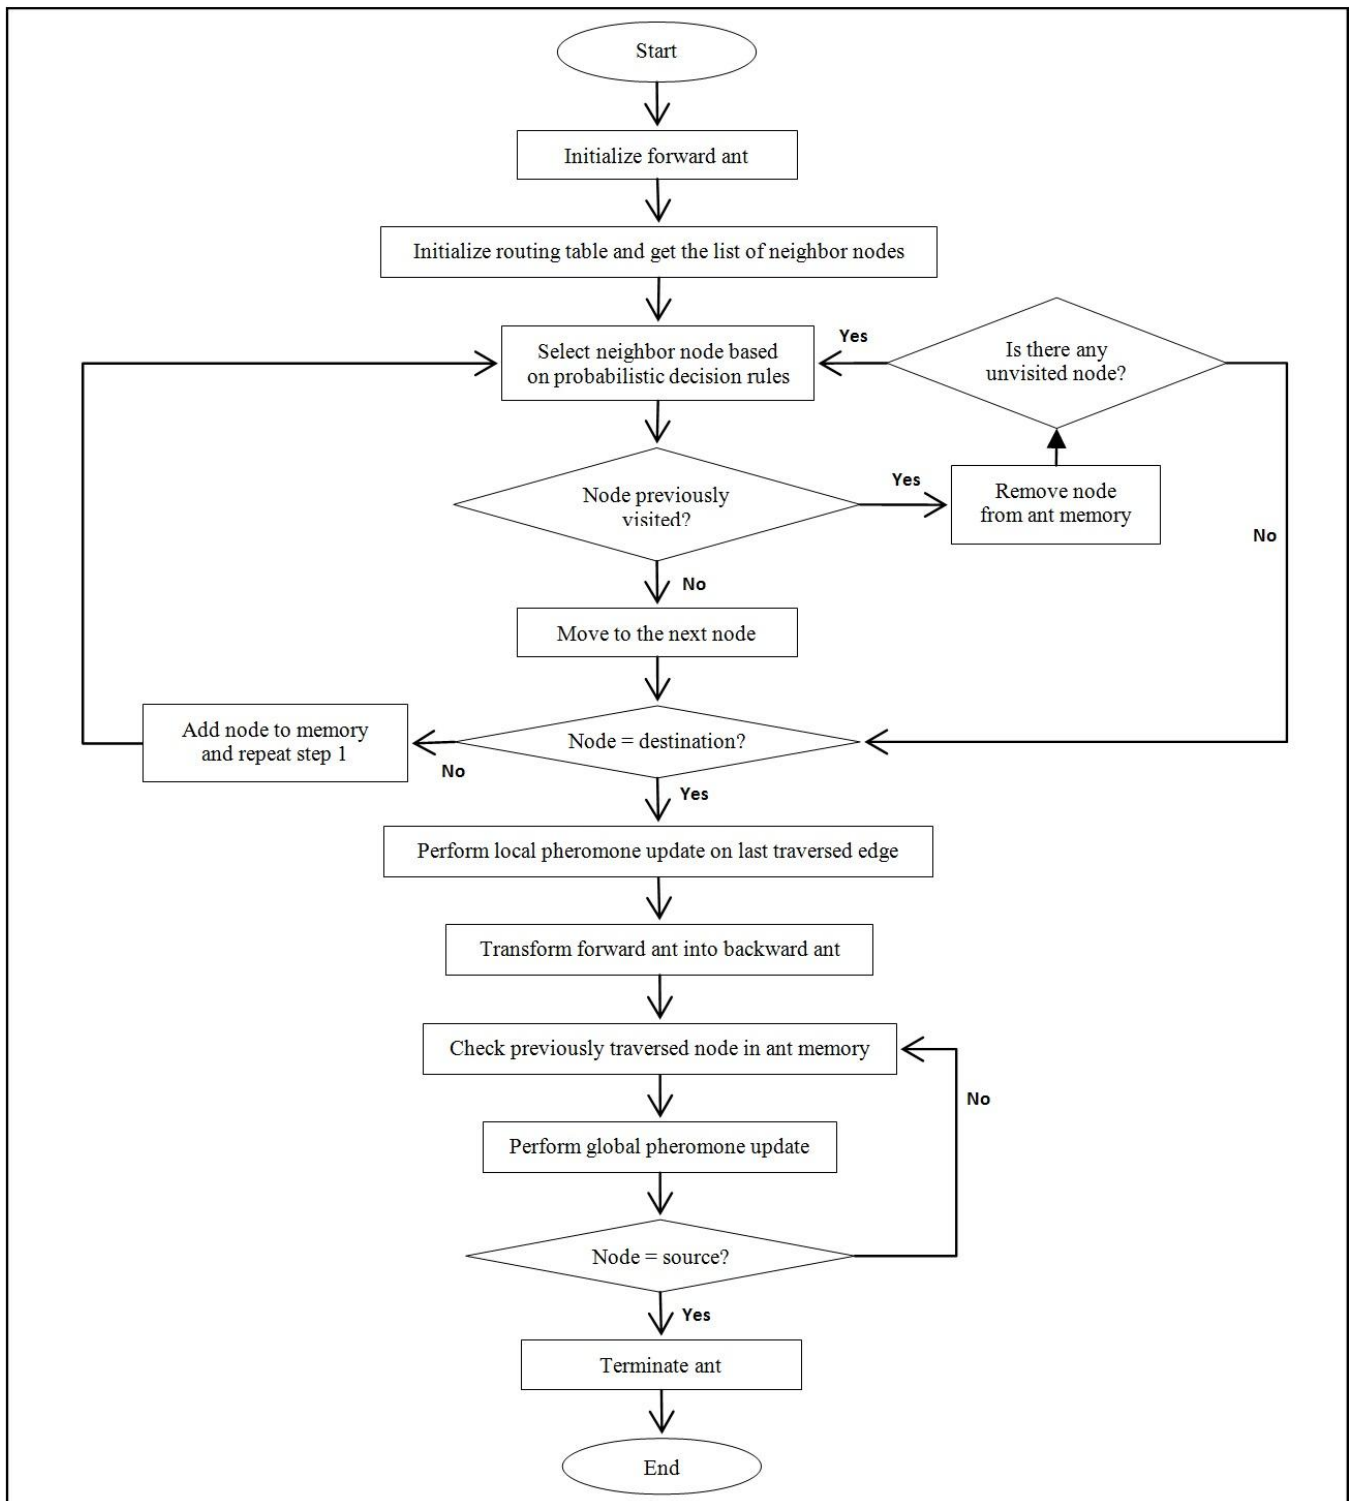 Start
Initialize forward ant
Initialize routing table and get the list of neighbor nodes
Select neighbor node based
on probabilistic decision rules
Yes
Is there any
unvisited node?
Node previously
visited?
Yes
Remove node
from ant memory
No
No
Move to the next node
Add node to memory
and repeat step 1
No
Node = destination?
Yes
Perform local pheromone update on last traversed edge
Transform forward ant into backward ant
Check previously traversed node in ant memory
No
Perform global pheromone update
Node = source?
Yes
Terminate ant
End